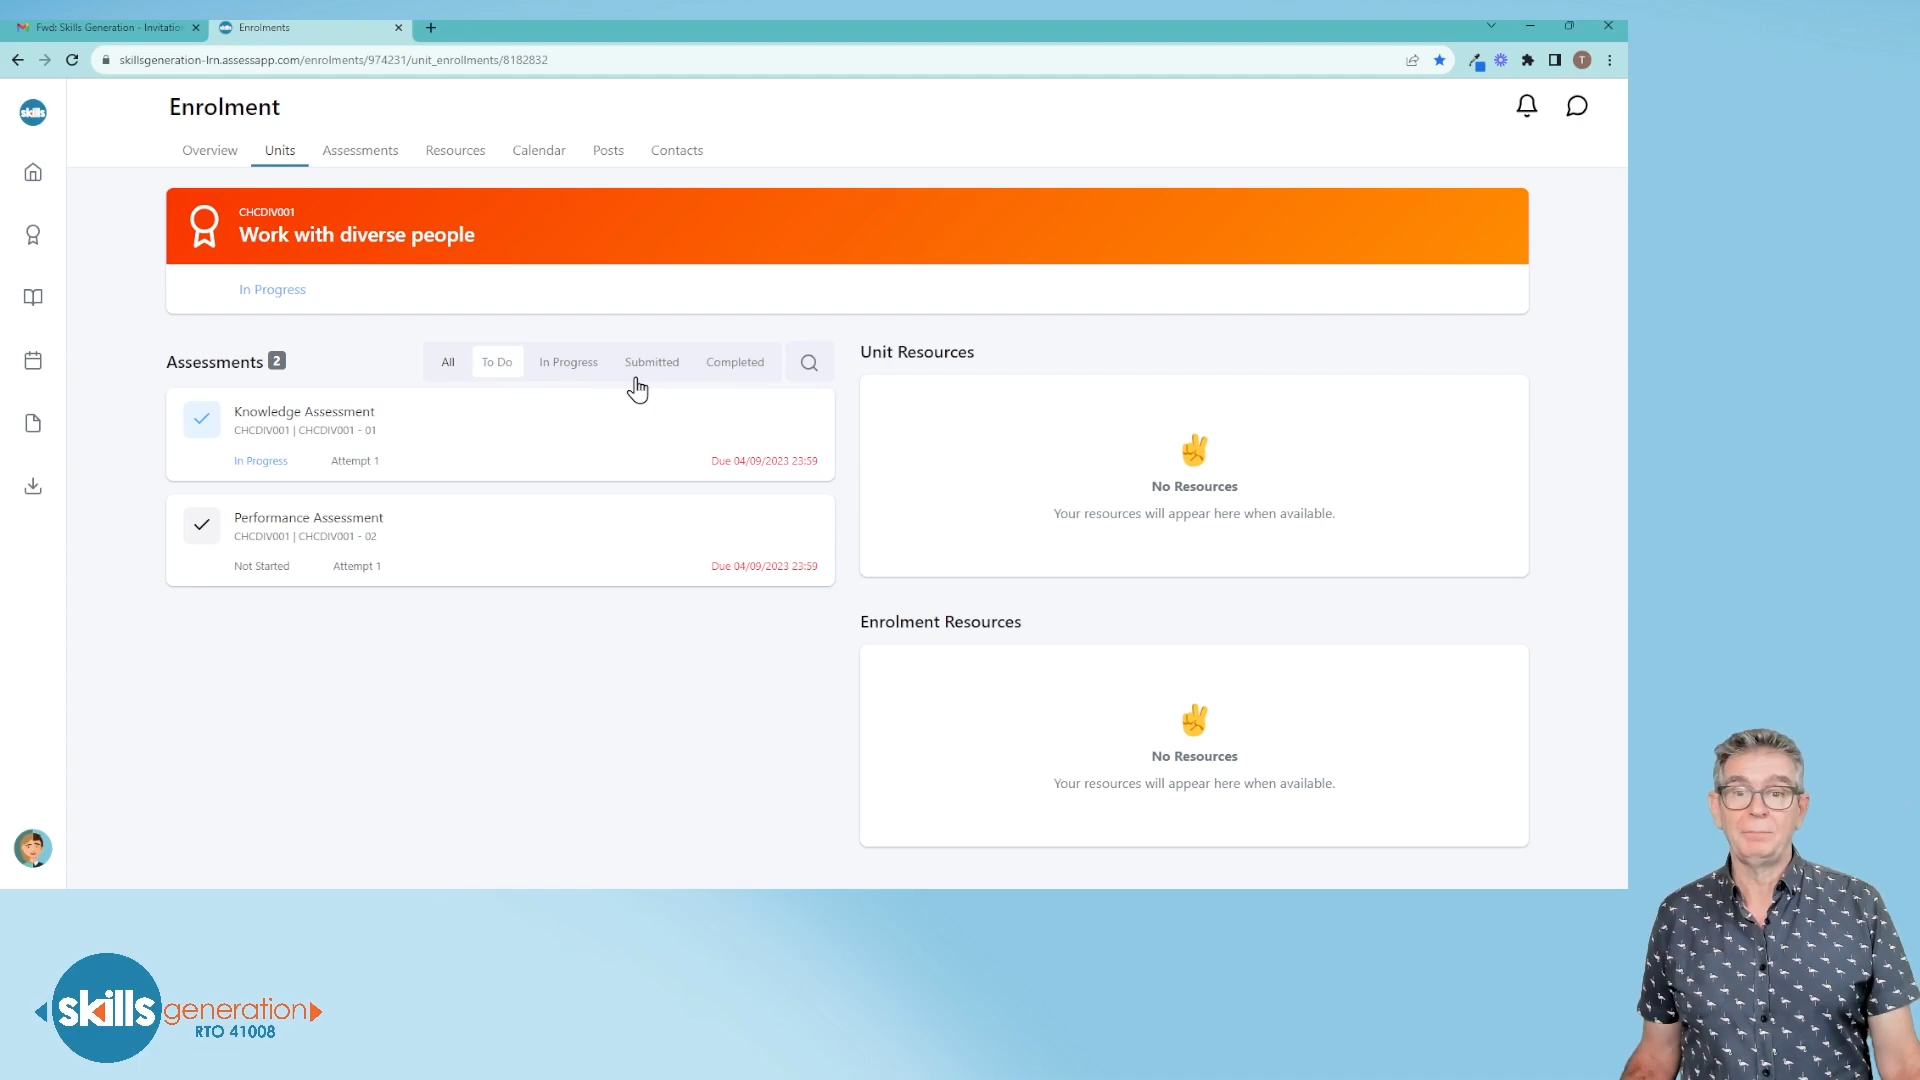 Fwd: Skills Generation - Invitatio
Enrolments
skillsgeneration-lrn.assessapp.com/enrolments/974231/unit_enrollments/8182832
T
skills
Enrolment
Overview
Units
Assessments
Resources
Calendar
Posts
Contacts
CHCDIV001
Work with diverse people
In Progress
Assessments 2
All
To Do
In Progress
Submitted
Completed
Knowledge Assessment
CHCDIV001 | CHCDIV001 - 01
In Progress
Attempt 1
Due 04/09/2023 23:59
Performance Assessment
CHCDIV001 | CHCDIV001 - 02
Not Started
Attempt 1
Due 04/09/2023 23:59
Unit Resources
No Resources
Your resources will appear here when available.
Enrolment Resources
No Resources
Your resources will appear here when available.
skills generation
RTO 41008